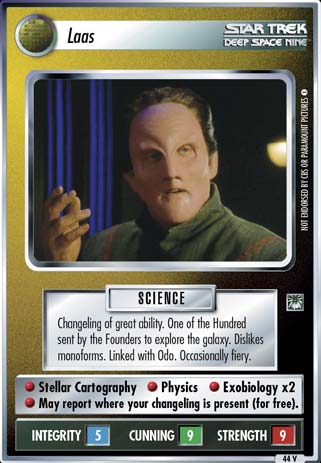 Laas
STAR TREK
DEEP SPACE NINE
NOT ENDORSED BY CBS OR PARAMOUNT PICTURES
SCIENCE
Changeling of great ability. One of the Hundred
sent by the Founders to explore the galaxy. Dislikes
monoforms. Linked with Odo. Occasionally fiery.
Stellar Cartography Physics Exobiology x2
May report where your changeling is present (for free).
INTEGRITY 5 CUNNING 9 STRENGTH 9
44 V